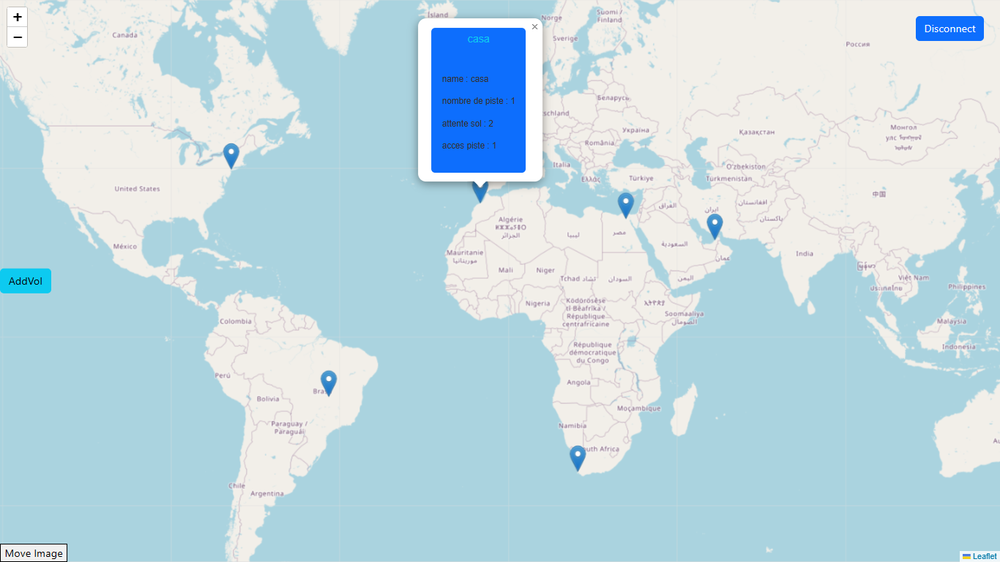 +
−
Disconnect
×
casa
name : casa
nombre de piste : 1
attente sol : 2
acces piste : 1
Ísland
Norge
Suomi /
Finland
Sverige
Россия
Canada
Беларусь
schland
Україна
România
Italia
Ελλάς
Türkiye
Қазақстан
Монгол
улс
O'zbekiston
Türkmenistan
中国
United States
México
Algérie
ⵍⵣⵣⴰⵢⴻⵔ
الجزائر
ليبيا
مصر
العراق
ایران
افغانستان
پاکستان
السعودية
عمان
India
Mauritanie
موريتانيا
Mali
Niger
Tchad تشاد
السودان
اليمن
Nigeria
Ködörösêse
tî Bêafrîka /
République
centrafricaine
ኢትዮጵያ
Soomaaliya
الصومال
Việt Nam
ประเทศไทย
Philippines
Malaysia
Indonesia
AddVol
Colombia
Perú
Bolivia
Paraguay /
Paraguái
Chile
Argentina
République
démocratique
du Congo
Angola
Moçambique
Namibia
uth Africa
Move Image
Leaflet